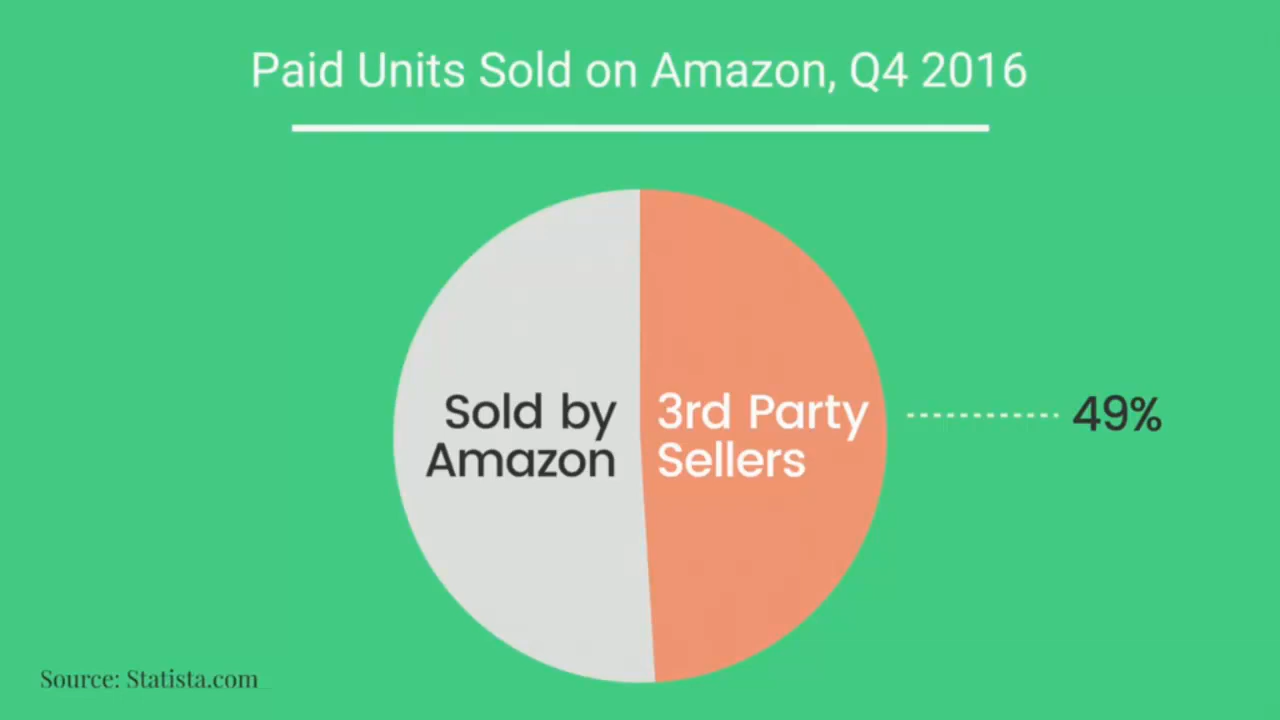 Paid Units Sold on Amazon, Q4 2016
Sold by
Amazon
3rd Party
Sellers
49%
Source: Statista.com